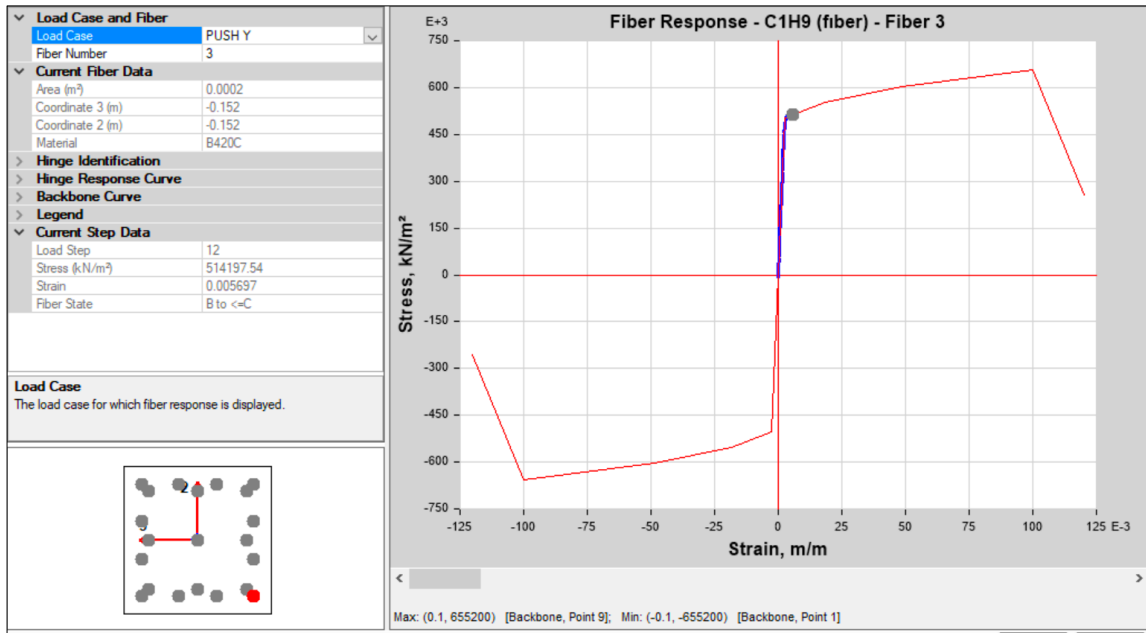 Load Case and Fiber
Load Case PUSH Y
Fiber Number 3
Current Fiber Data
Area (m²) 0.0002
Coordinate 3 (m) -0.152
Coordinate 2 (m) -0.152
Material B420C
Hinge Identification
Hinge Response Curve
Backbone Curve
Legend
Current Step Data
Load Step 12
Stress (kN/m²) 514197.54
Strain 0.005697
Fiber State B to <=C
Load Case
The load case for which fiber response is displayed.
2
3
Fiber Response - C1H9 (fıber) - Fiber 3
E+3
750
600
450
300
150
0
-150
-300
-450
-600
-750
Stress, kN/m²
-125 -100 -75 -50 -25 0 25 50 75 100 125 E-3
Strain, m/m
Max: (0.1, 655200) [Backbone, Point 9]; Min: (-0.1, -655200) [Backbone, Point 1]